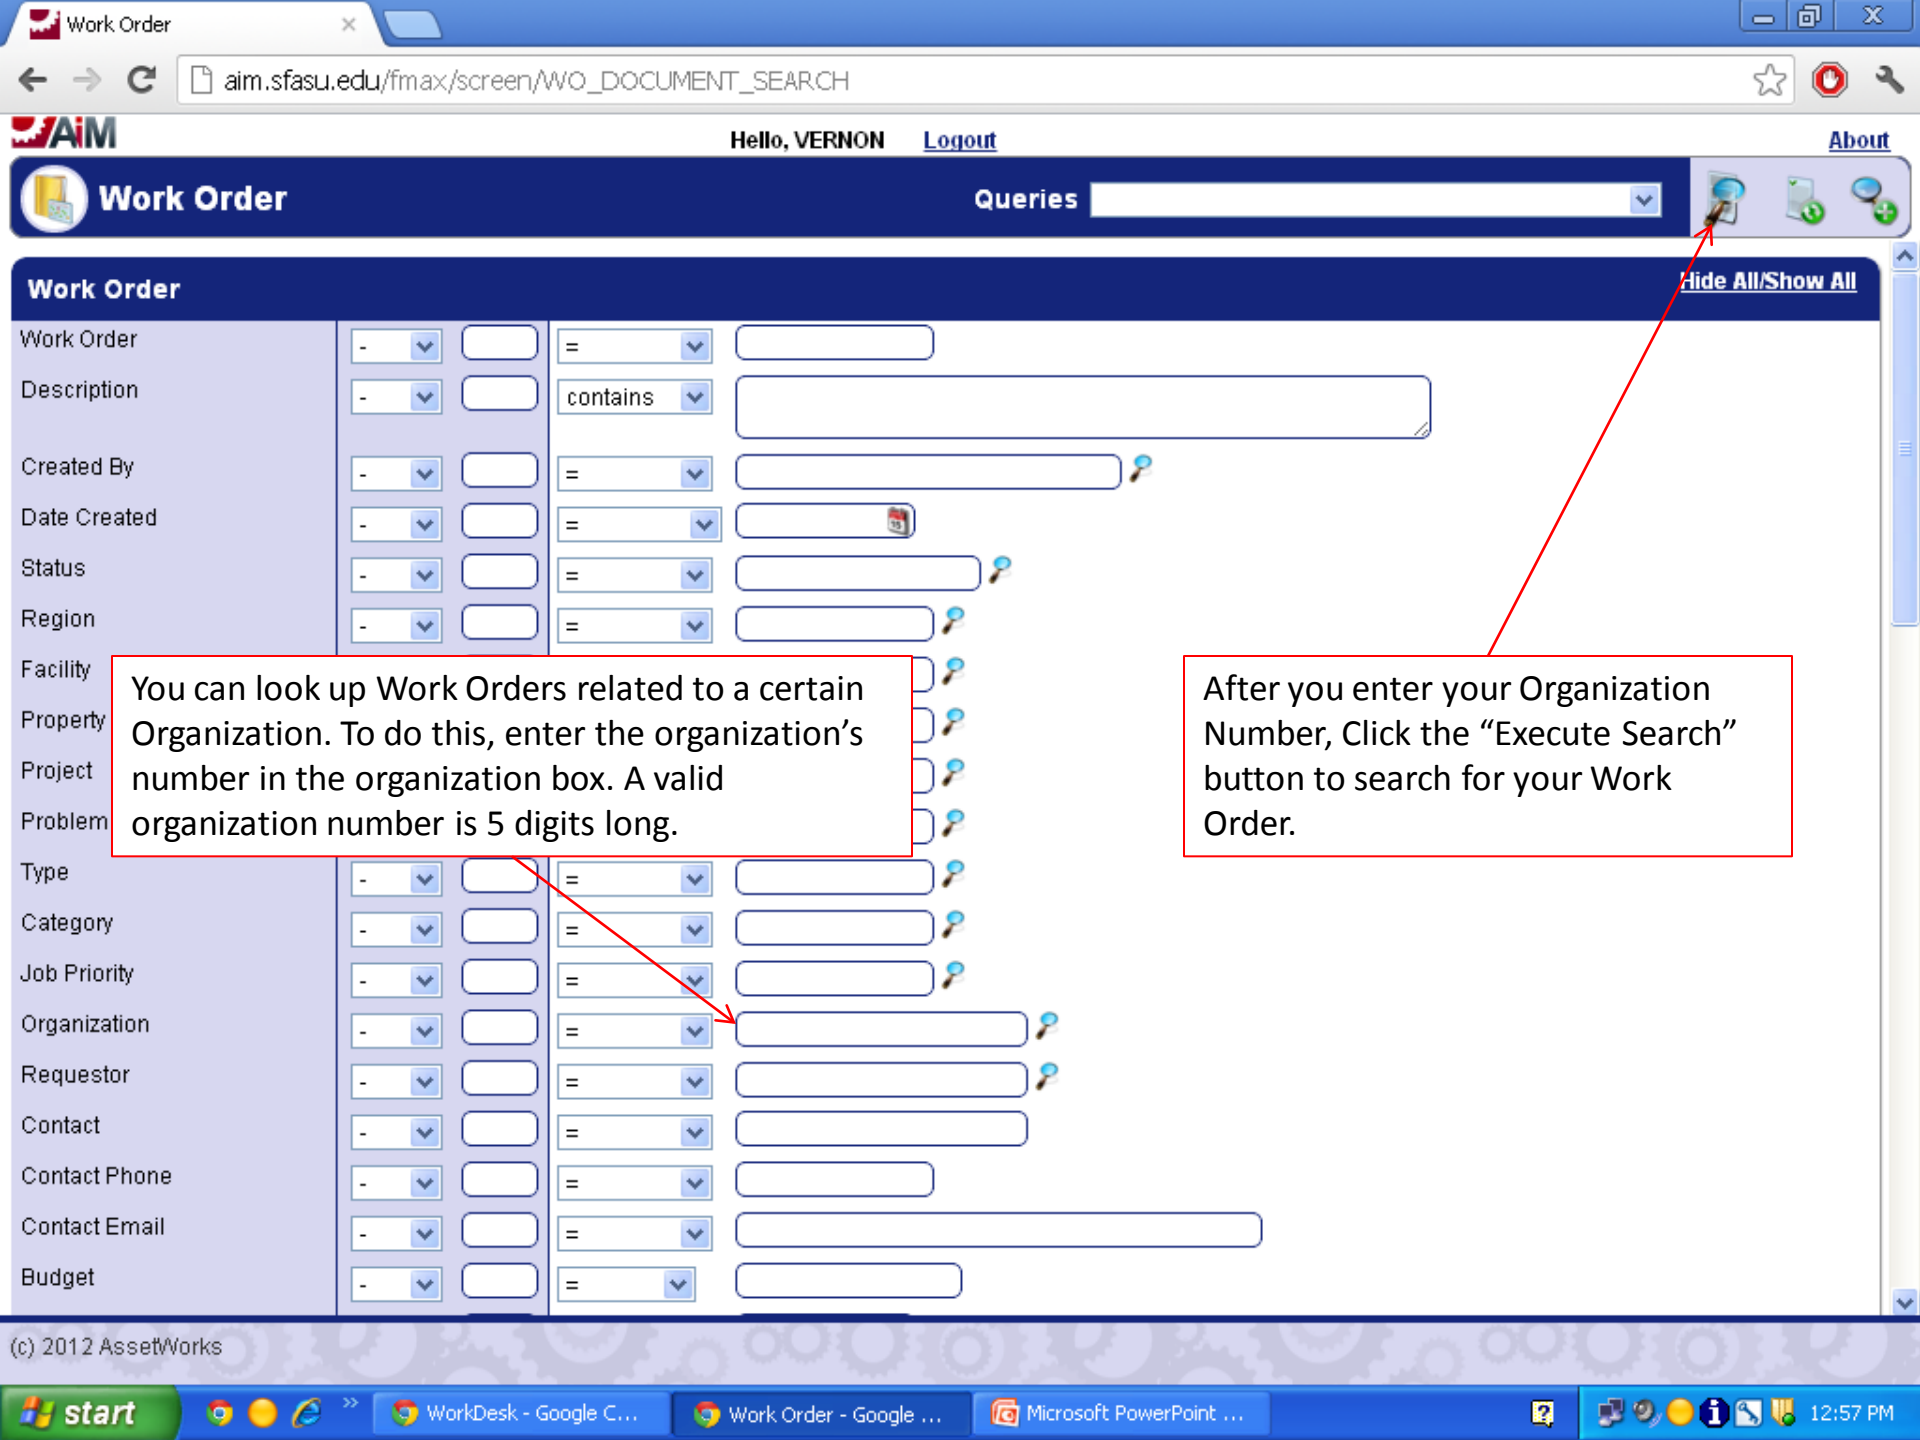 Work Order
aim.sfasu.edu/fmax/screen/WO_DOCUMENT_SEARCH
AiM
Hello, VERNON
Logout
About
Work Order
Queries
Work Order
Hide All/Show All
Work Order
-
=
Description
-
contains
Created By
-
=
Date Created
-
=
15
Status
-
=
Region
-
=
Facility
Property
Project
Problem
You can look up Work Orders related to a certain
Organization. To do this, enter the organization's
number in the organization box. A valid
organization number is 5 digits long.
After you enter your Organization
Number, Click the “Execute Search”
button to search for your Work
Order.
Type
-
=
Category
-
=
Job Priority
-
=
Organization
-
=
Requestor
-
=
Contact
-
=
Contact Phone
-
=
Contact Email
-
=
Budget
-
=
(c) 2012 AssetWorks
start
WorkDesk - Google C...
Work Order - Google ...
Microsoft PowerPoint ...
12:57 PM